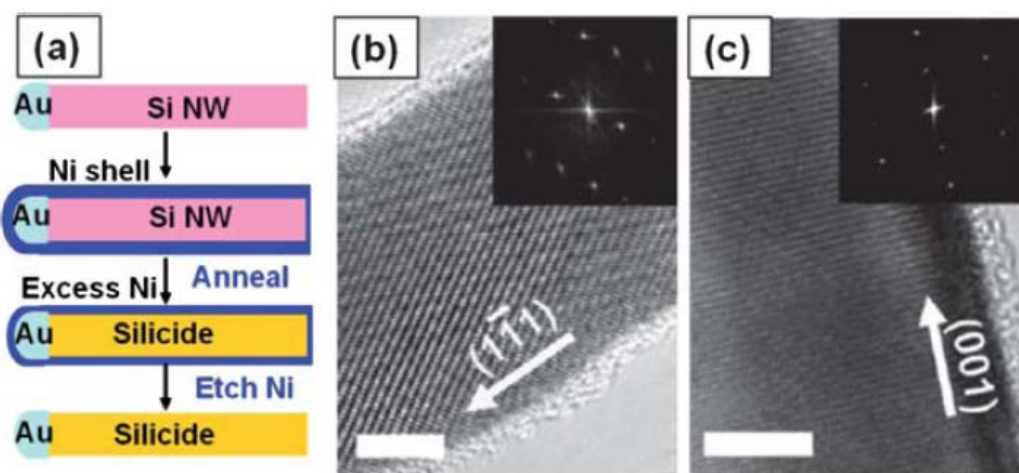 (a)
Au Si NW
Ni shell
Au Si NW
Excess Ni Anneal
Au Silicide
Etch Ni
Au Silicide
(b)
(11̄1)
(c)
(001)